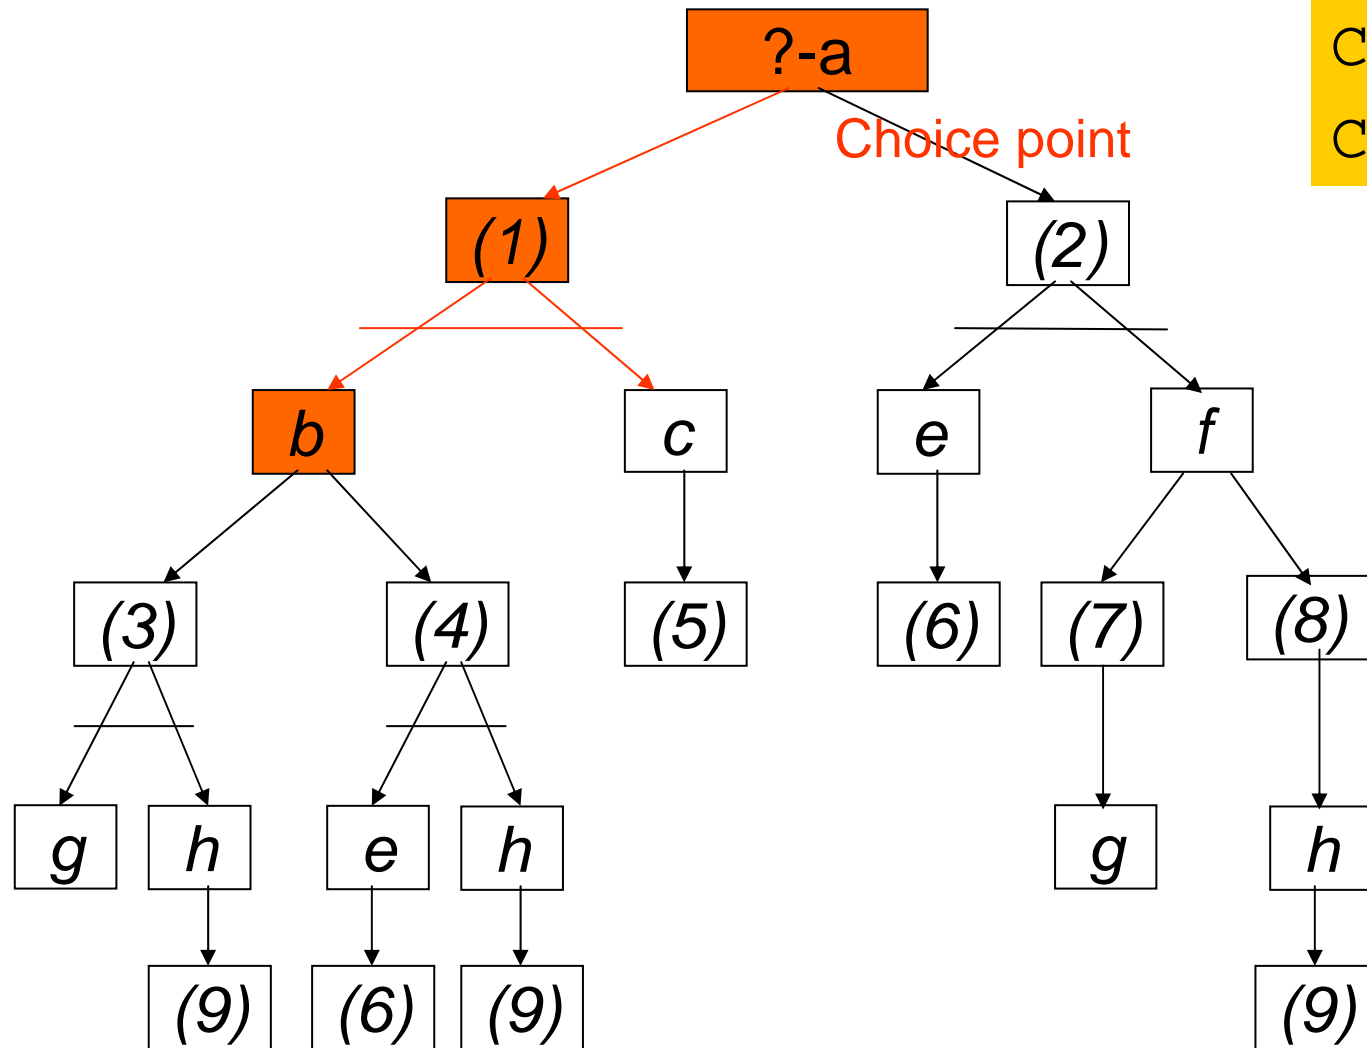 ?-a
C
Choice point
C
(1) (2)
b c e f
(3) (4) (5) (6) (7) (8)
g h e h g h
(9) (6) (9) (9)